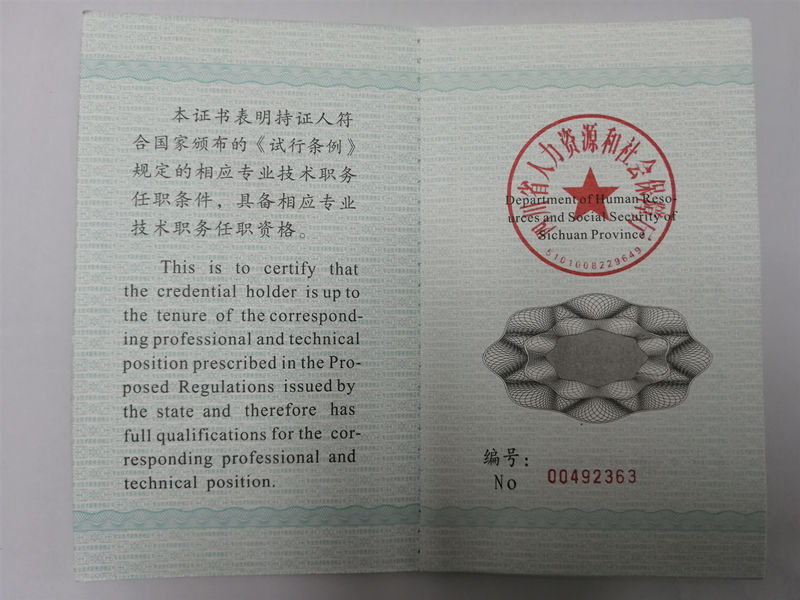 本证书表明持证人符
合国家颁布的《试行条例》
规定的相应专业技术职务
任职条件，具备相应专业
技术职务任职资格。
This is to certify that
the credential holder is up to
the tenure of the correspond-
ing professional and technical
position prescribed in the Pro-
posed Regulations issued by
the state and therefore has
full qualifications for the cor-
responding professional and
technical position.
四川省人力资源和社会保障厅
Department of Human Reso-
urces and Social Security of
Sichuan Province
5101008229649
编号：
No 00492363